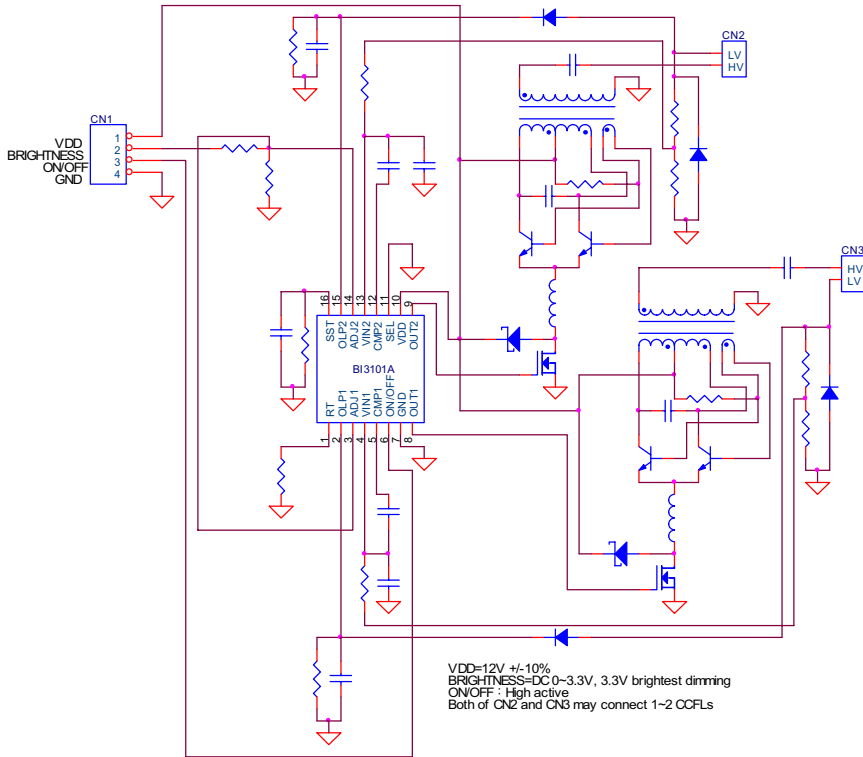 CN2
LV
HV
CN1
VDD
BRIGHTNESS
ON/OFF
GND
1
2
3
4
CN3
HV
LV
16
15
14
13
12
11
10
9
SST
OLP2
ADJ2
VIN2
CMP2
SEL
VDD
OUT2
BI3101A
RT
OLP1
ADJ1
VIN1
CMP1
ON/OFF
GND
OUT1
1
2
3
4
5
6
7
8
VDD=12V +/-10%
BRIGHTNESS=DC 0~3.3V, 3.3V brightest dimming
ON/OFF : High active
Both of CN2 and CN3 may connect 1~2 CCFLs